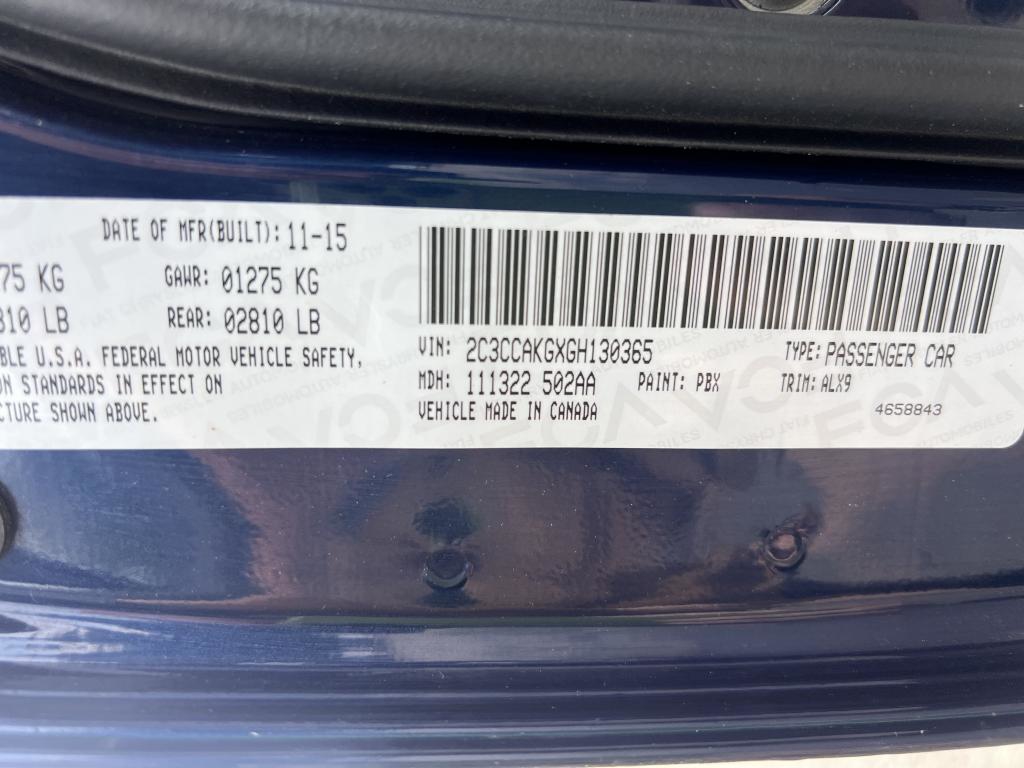 DATE OF MFR(BUILT): 11-15
75 KG GAWR: 01275 KG
310 LB REAR: 02810 LB
BLE U.S.A. FEDERAL MOTOR VEHICLE SAFETY,
ON STANDARDS IN EFFECT ON
CTURE SHOWN ABOVE.
VIN: 2C3CCAKGXGH130365 TYPE: PASSENGER CAR
MDH: 111322 502AA PAINT: PBX TRIM: ALX9
VEHICLE MADE IN CANADA 4658843